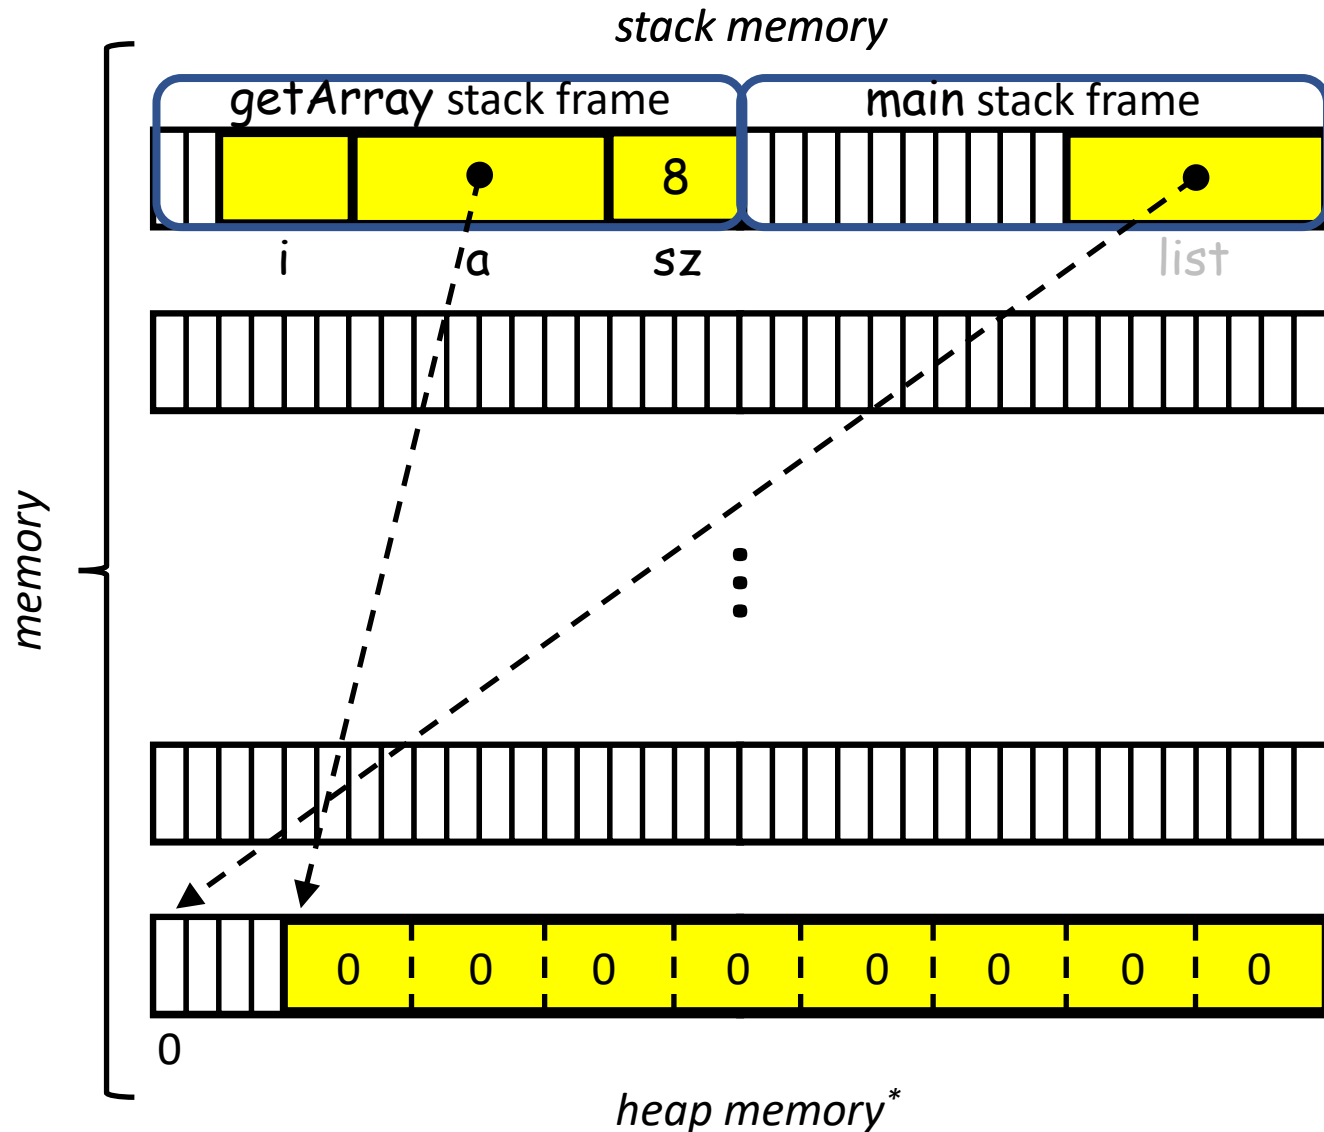 stack memory
getArray stack frame
main stack frame
8
i
a
sz
list
memory
0 0 0 0 0 0 0 0
0
heap memory*